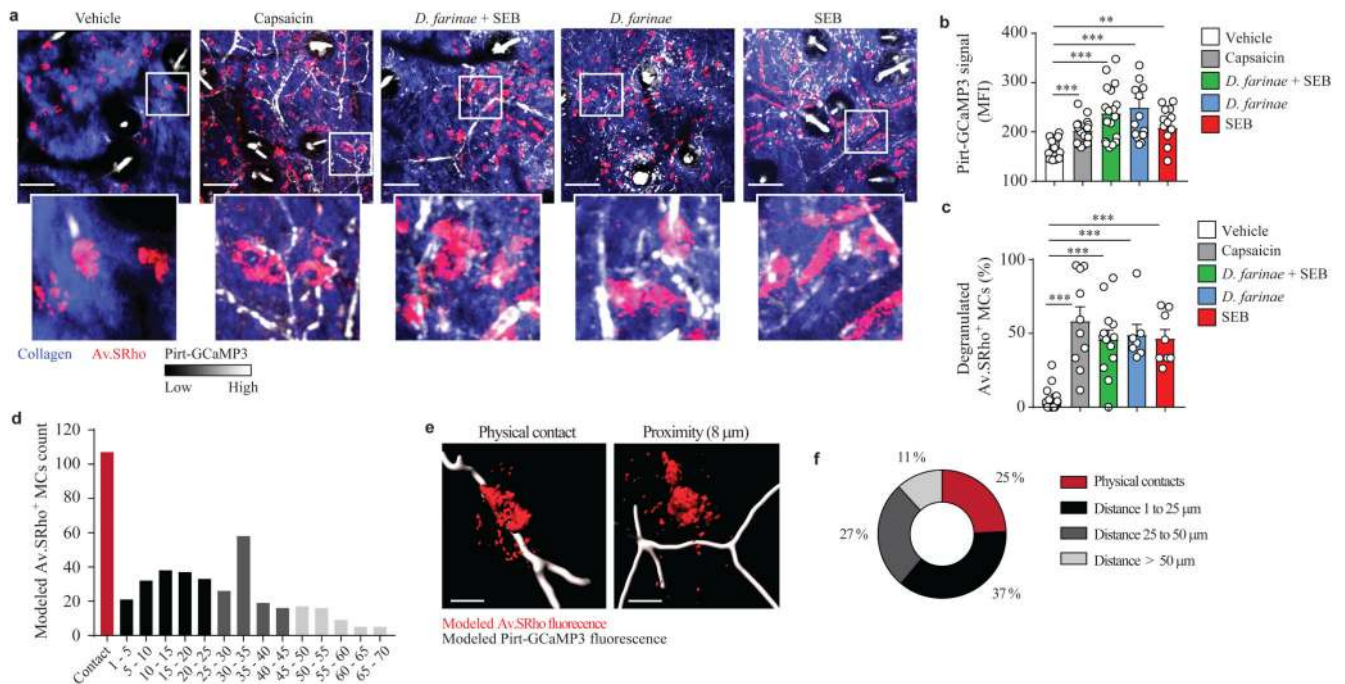 a
Vehicle
Capsaicin
D. farinae + SEB
D. farinae
SEB
Collagen
Av.SRho
Pirt-GCaMP3
Low
High
b
Pirt-GCaMP3 signal
(MFI)
400
300
200
100
**
***
***
***
Vehicle
Capsaicin
D. farinae + SEB
D. farinae
SEB
c
Degranulated
Av.SRho+ MCs (%)
100
50
0
***
***
***
***
Vehicle
Capsaicin
D. farinae + SEB
D. farinae
SEB
d
Modeled Av.SRho+ MCs count
120
100
80
60
40
20
0
Contact
1 - 5
5 - 10
10 - 15
15 - 20
20 - 25
25 - 30
30 - 35
35 - 40
40 - 45
45 - 50
50 - 55
55 - 60
60 - 65
65 - 70
e
Physical contact
Proximity (8 µm)
Modeled Av.SRho fluorecence
Modeled Pirt-GCaMP3 fluorescence
f
11 %
25 %
27 %
37 %
Physical contacts
Distance 1 to 25 µm
Distance 25 to 50 µm
Distance > 50 µm